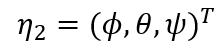 η₂ = (ϕ, θ, ψ)ᵀ